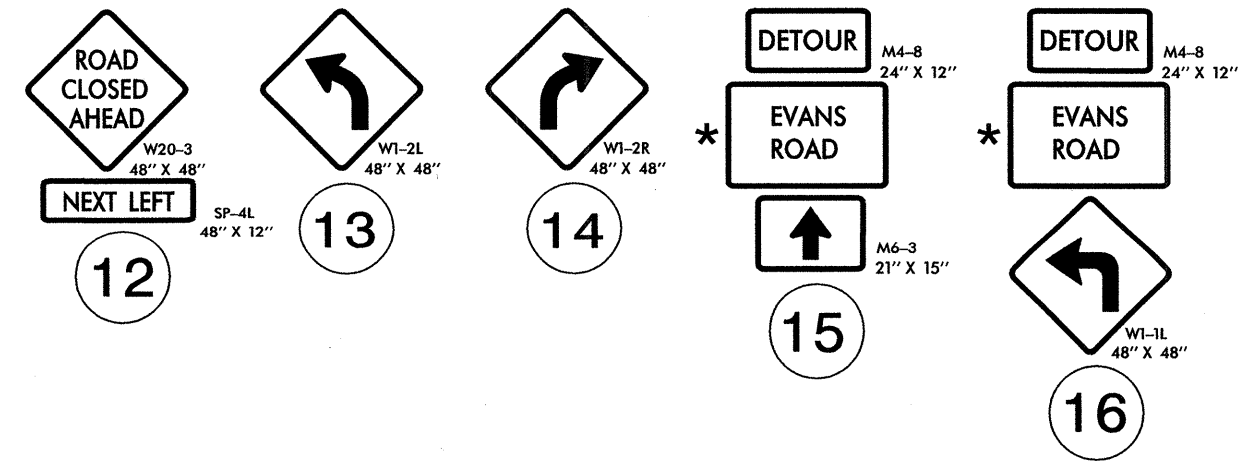 ROAD
CLOSED
AHEAD
W20–3
48″ X 48″
NEXT LEFT
SP–4L
48″ X 12″
12
W1–2L
48″ X 48″
13
W1–2R
48″ X 48″
14
DETOUR
M4–8
24″ X 12″
*
EVANS
ROAD
M6–3
21″ X 15″
15
DETOUR
M4–8
24″ X 12″
*
EVANS
ROAD
W1–1L
48″ X 48″
16